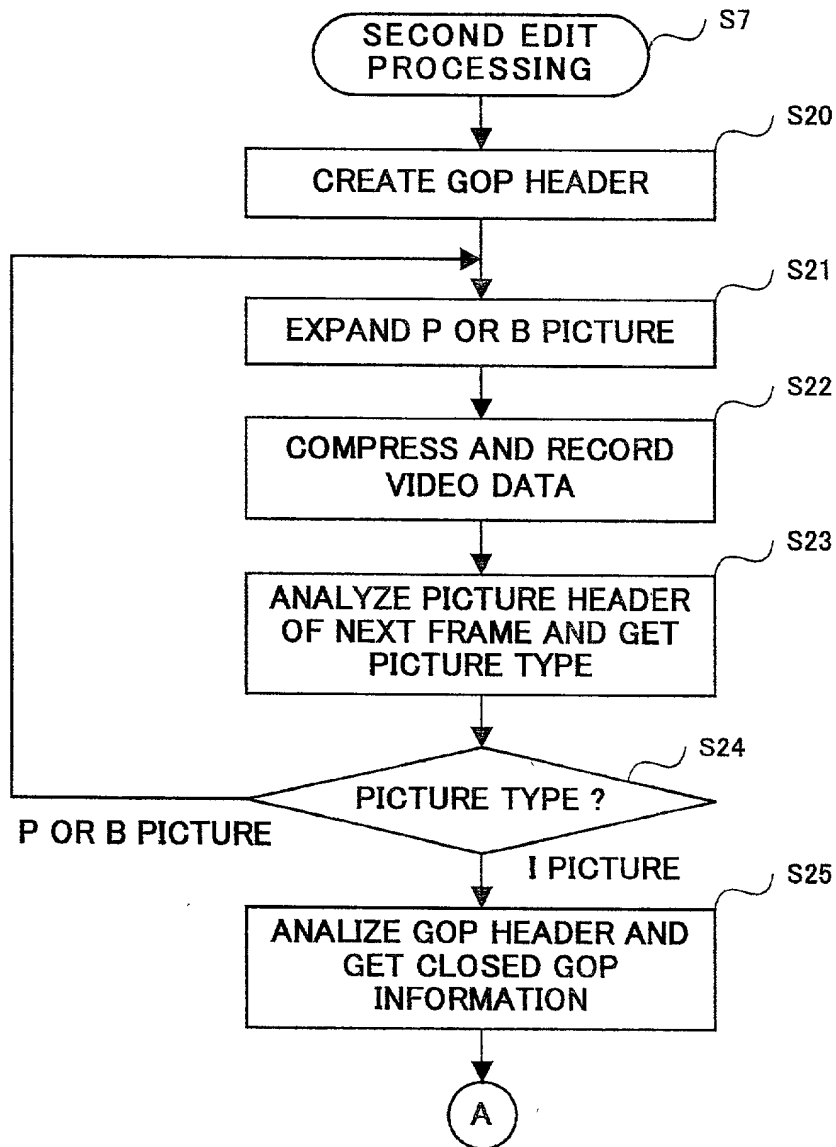 SECOND EDIT
PROCESSING
S7
S20
CREATE GOP HEADER
S21
EXPAND P OR B PICTURE
S22
COMPRESS AND RECORD
VIDEO DATA
S23
ANALYZE PICTURE HEADER
OF NEXT FRAME AND GET
PICTURE TYPE
S24
PICTURE TYPE ?
P OR B PICTURE
I PICTURE
S25
ANALIZE GOP HEADER AND
GET CLOSED GOP
INFORMATION
A